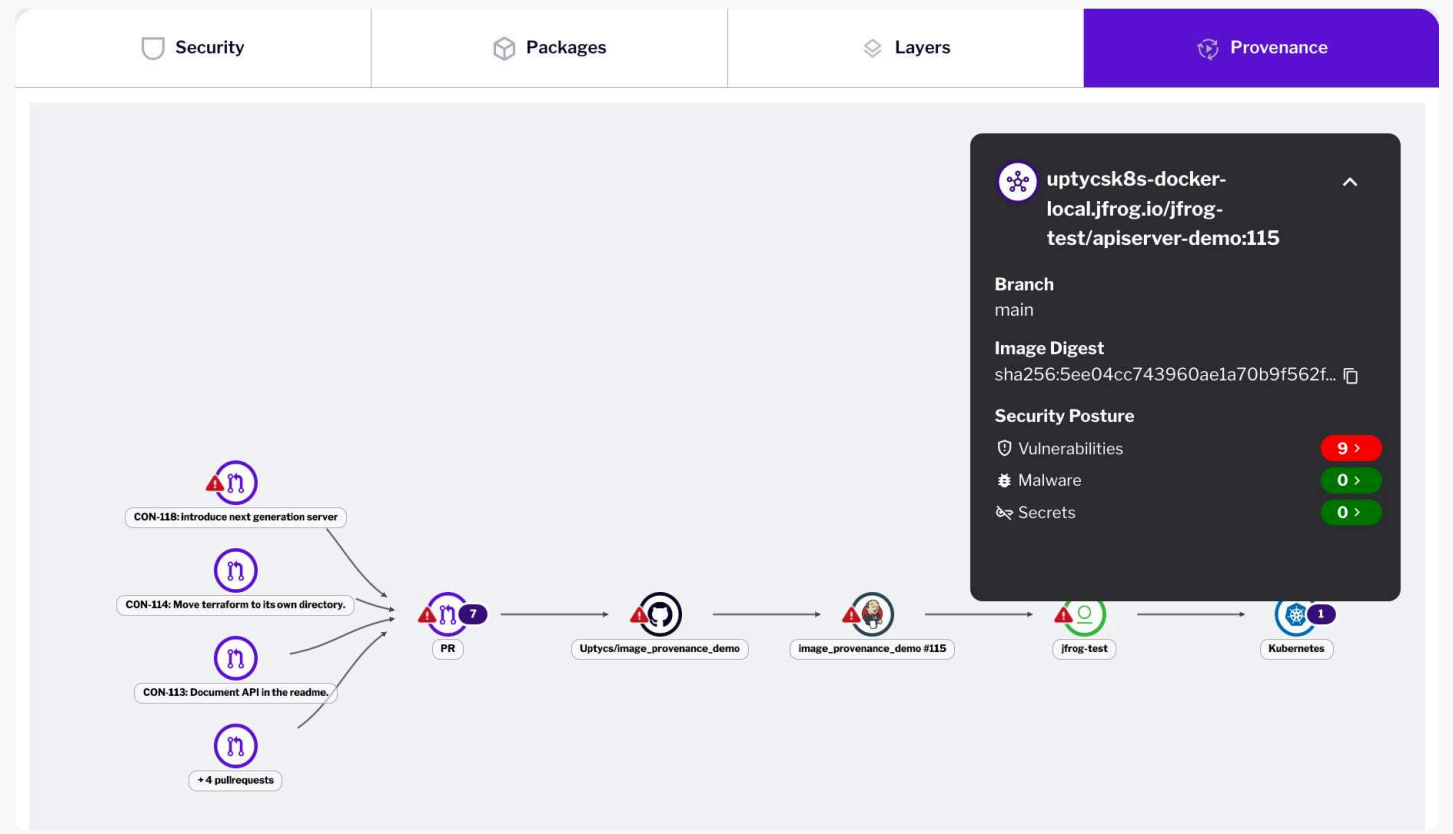 Security
Packages
Layers
Provenance
uptycsk8s-docker-
local.jfrog.io/jfrog-
test/apiserver-demo:115
Branch
main
Image Digest
sha256:5ee04cc743960ae1a70b9f562f...
Security Posture
Vulnerabilities
9 >
Malware
0 >
Secrets
0 >
CON-118: introduce next generation server
CON-114: Move terraform to its own directory.
CON-113: Document API in the readme.
+ 4 pullrequests
7
PR
Uptycs/image_provenance_demo
image_provenance_demo #115
jfrog-test
1
Kubernetes